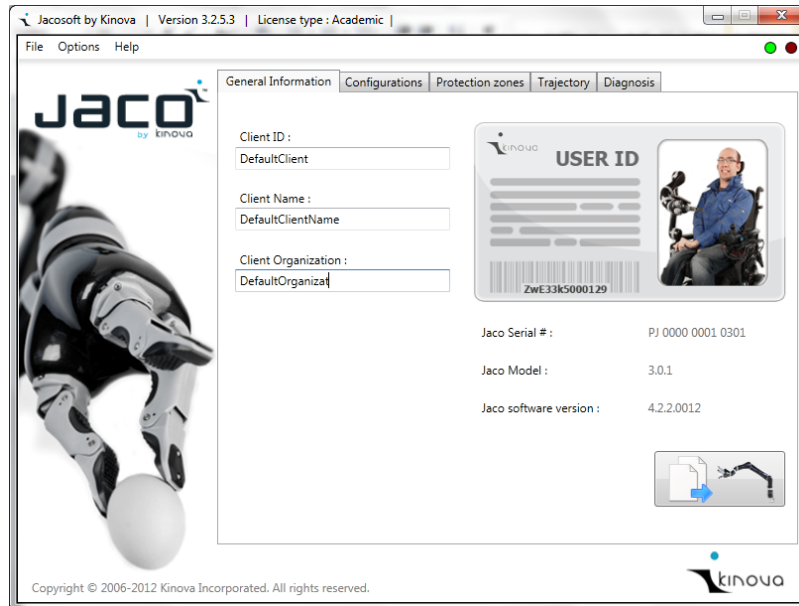 Jacosoft by Kinova | Version 3.2.5.3 | License type : Academic |
File Options Help
General Information Configurations Protection zones Trajectory Diagnosis
Jaco
by kinova
Client ID :
DefaultClient
Client Name :
DefaultClientName
Client Organization :
DefaultOrganizat
kinova
USER ID
ZwE33k5000129
Jaco Serial # : PJ 0000 0001 0301
Jaco Model : 3.0.1
Jaco software version : 4.2.2.0012
Copyright © 2006-2012 Kinova Incorporated. All rights reserved.
kinova